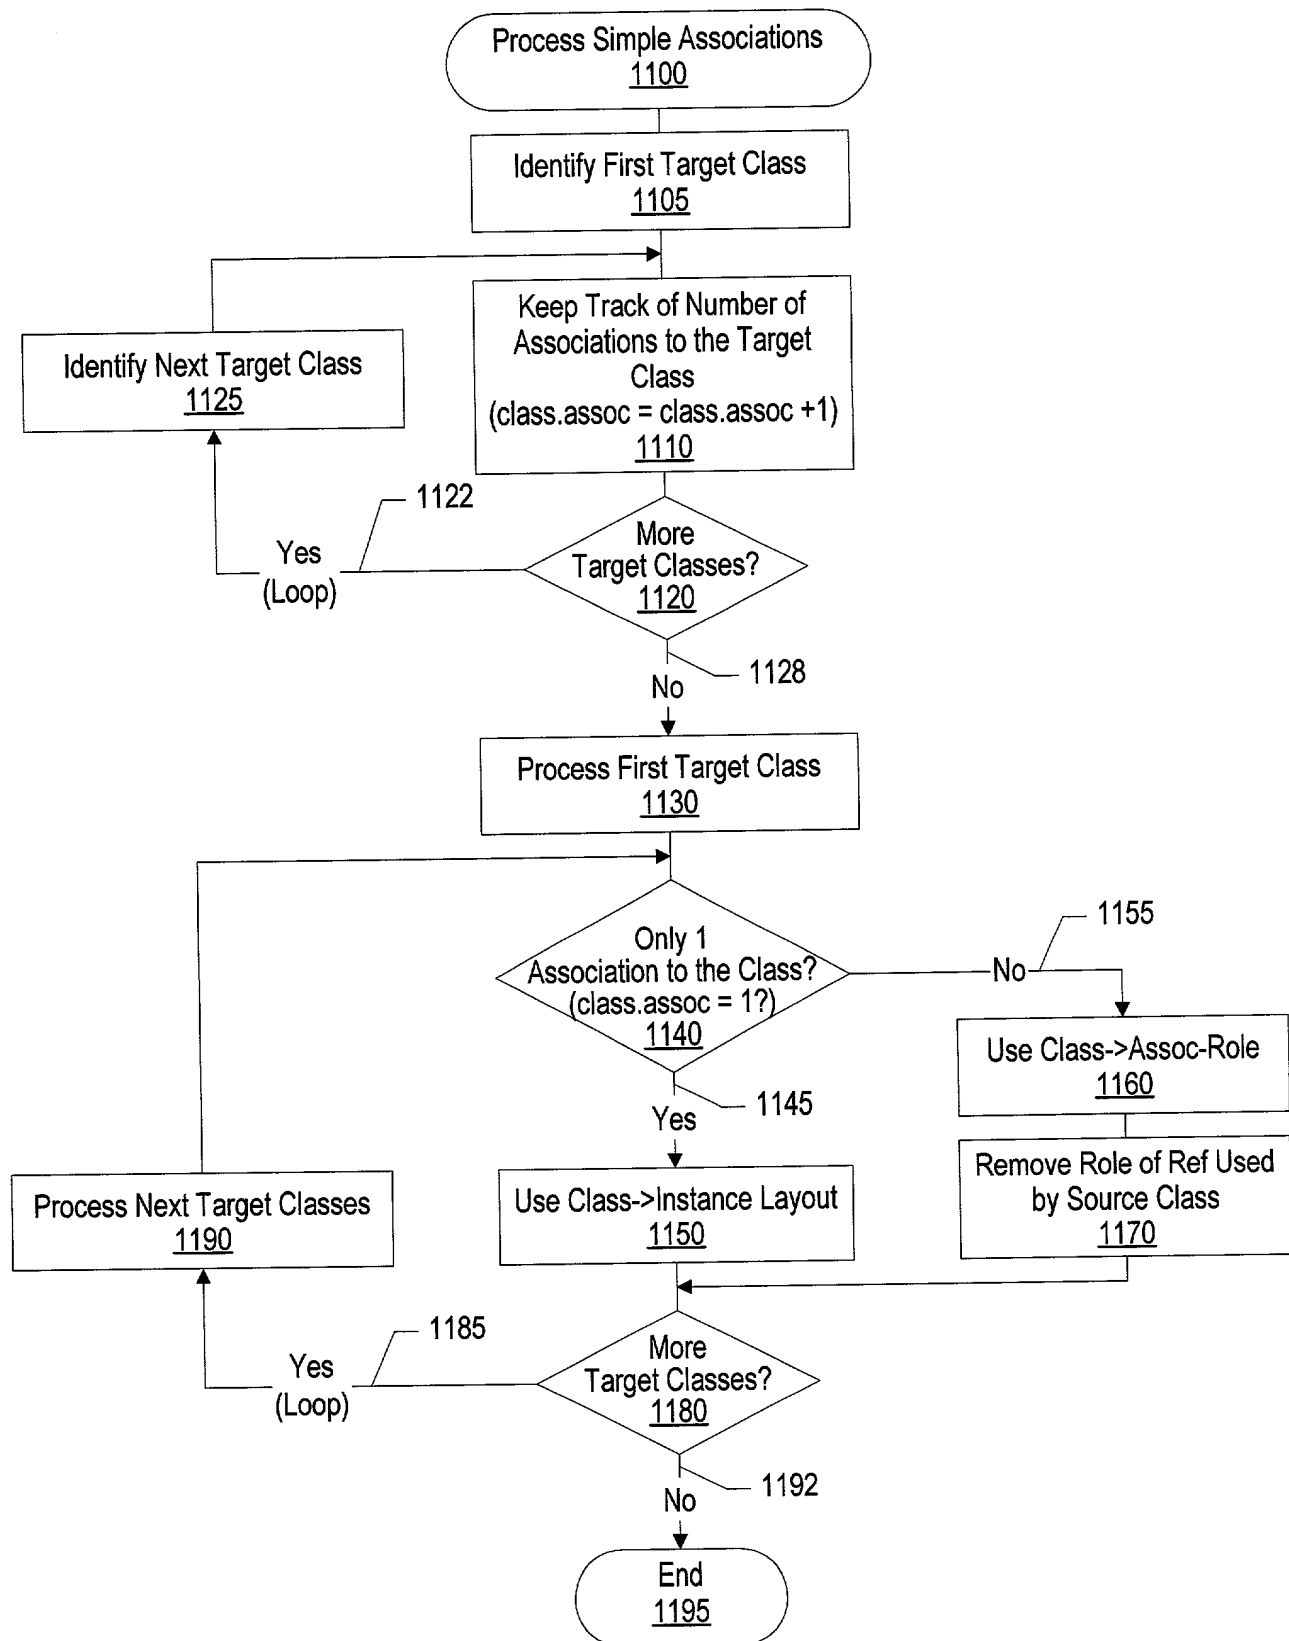 Process Simple Associations
1100
Identify First Target Class
1105
Keep Track of Number of
Associations to the Target
Class
(class.assoc = class.assoc +1)
1110
Identify Next Target Class
1125
1122
Yes
(Loop)
More
Target Classes?
1120
1128
No
Process First Target Class
1130
Only 1
Association to the Class?
(class.assoc = 1?)
1140
1155
No
Use Class->Assoc-Role
1160
1145
Yes
Remove Role of Ref Used
by Source Class
1170
Use Class->Instance Layout
1150
Process Next Target Classes
1190
1185
Yes
(Loop)
More
Target Classes?
1180
1192
No
End
1195